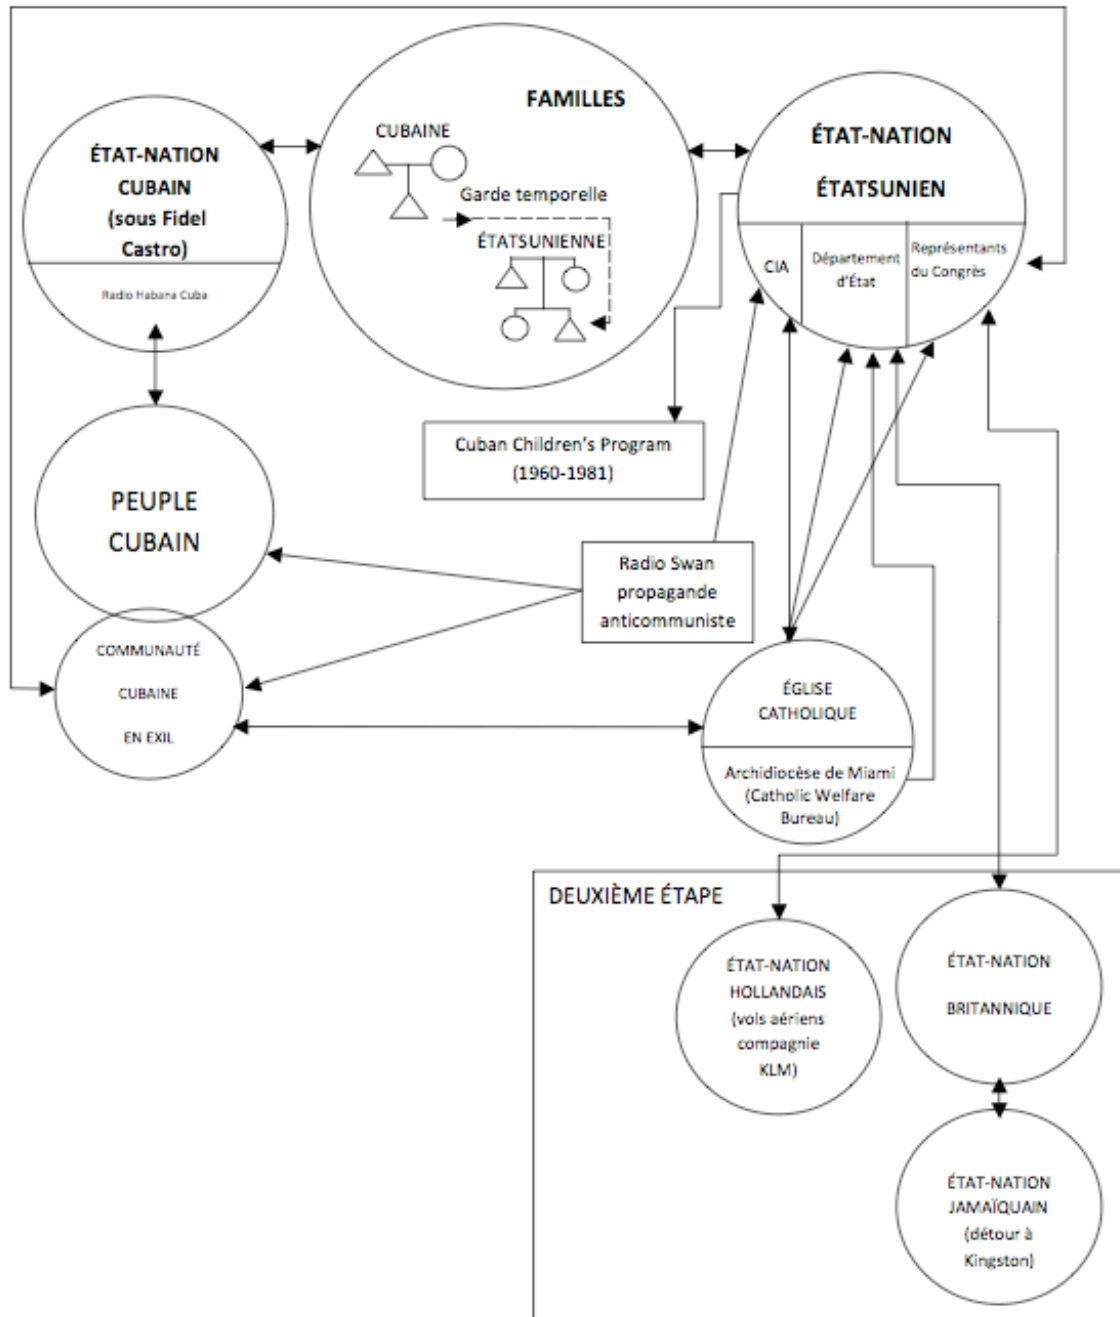 FAMILLES
CUBAINE
Garde temporelle
ÉTATSUNIENNE
ÉTAT-NATION
CUBAIN
(sous Fidel
Castro)
Radio Habana Cuba
ÉTAT-NATION
ÉTATSUNIEN
CIA
Département
d'État
Représentants
du Congrès
Cuban Children's Program
(1960-1981)
PEUPLE
CUBAIN
Radio Swan
propagande
anticommuniste
COMMUNAUTÉ
CUBAINE
EN EXIL
ÉGLISE
CATHOLIQUE
Archidiocèse de Miami
(Catholic Welfare
Bureau)
DEUXIÈME ÉTAPE
ÉTAT-NATION
HOLLANDAIS
(vols aériens
compagnie
KLM)
ÉTAT-NATION
BRITANNIQUE
ÉTAT-NATION
JAMAÏQUAIN
(détour à
Kingston)